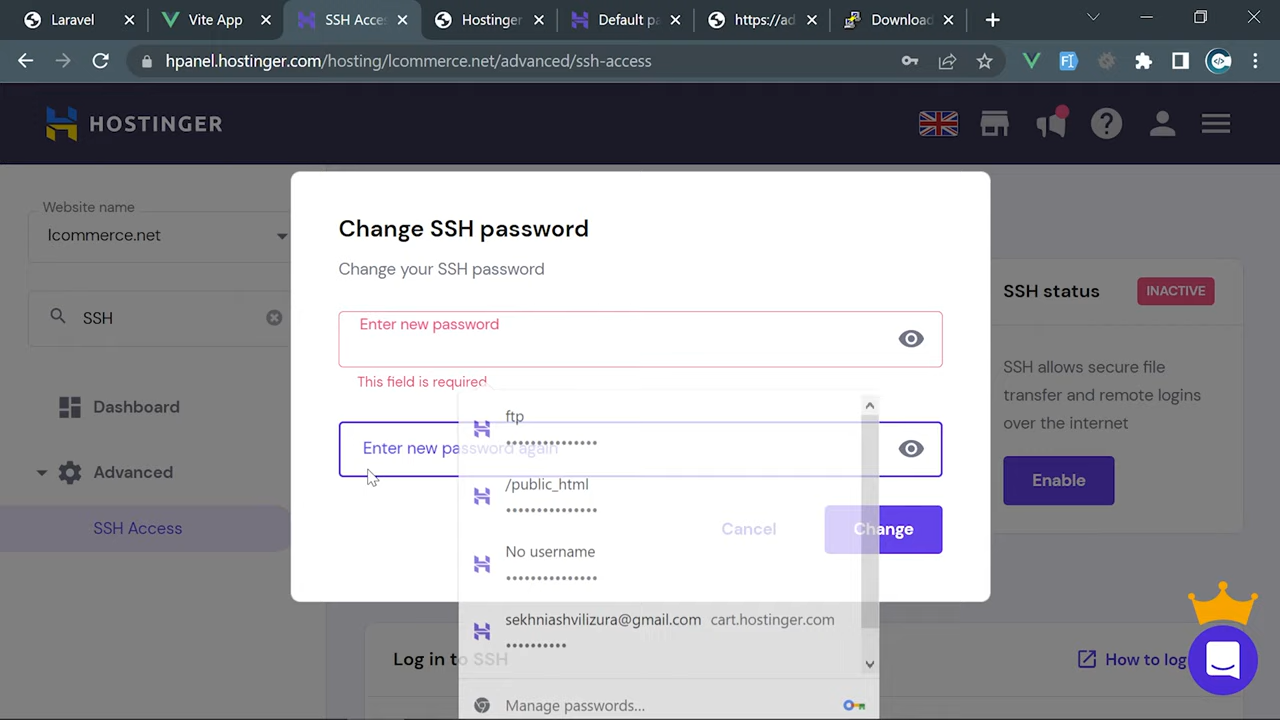 Laravel
Vite App
SSH Acce
Hostinger
Default pa
https://ad
Download
hpanel.hostinger.com/hosting/lcommerce.net/advanced/ssh-access
HOSTINGER
Website name
lcommerce.net
SSH
Dashboard
Advanced
SSH Access
Change SSH password
Change your SSH password
Enter new password
This field is required
Enter new password again
ftp
•••••••••••••••
/public_html
•••••••••••••••
No username
•••••••••••••••
sekhniashvilizura@gmail.com cart.hostinger.com
••••••••••
Manage passwords...
Cancel
Change
SSH status
INACTIVE
SSH allows secure file
transfer and remote logins
over the internet
Enable
Log in to SSH
How to log